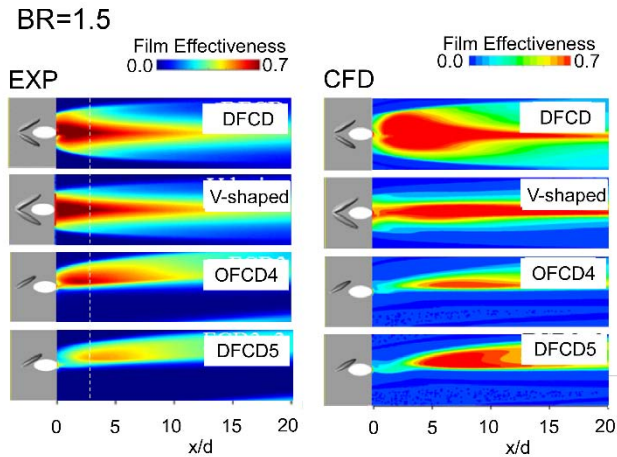 BR=1.5
EXP
Film Effectiveness
0.0 0.7
DFCD
V-shaped
OFCD4
DFCD5
0 5 10 15 20
x/d
CFD
Film Effectiveness
0.0 0.7
DFCD
V-shaped
OFCD4
DFCD5
0 5 10 15 20
x/d